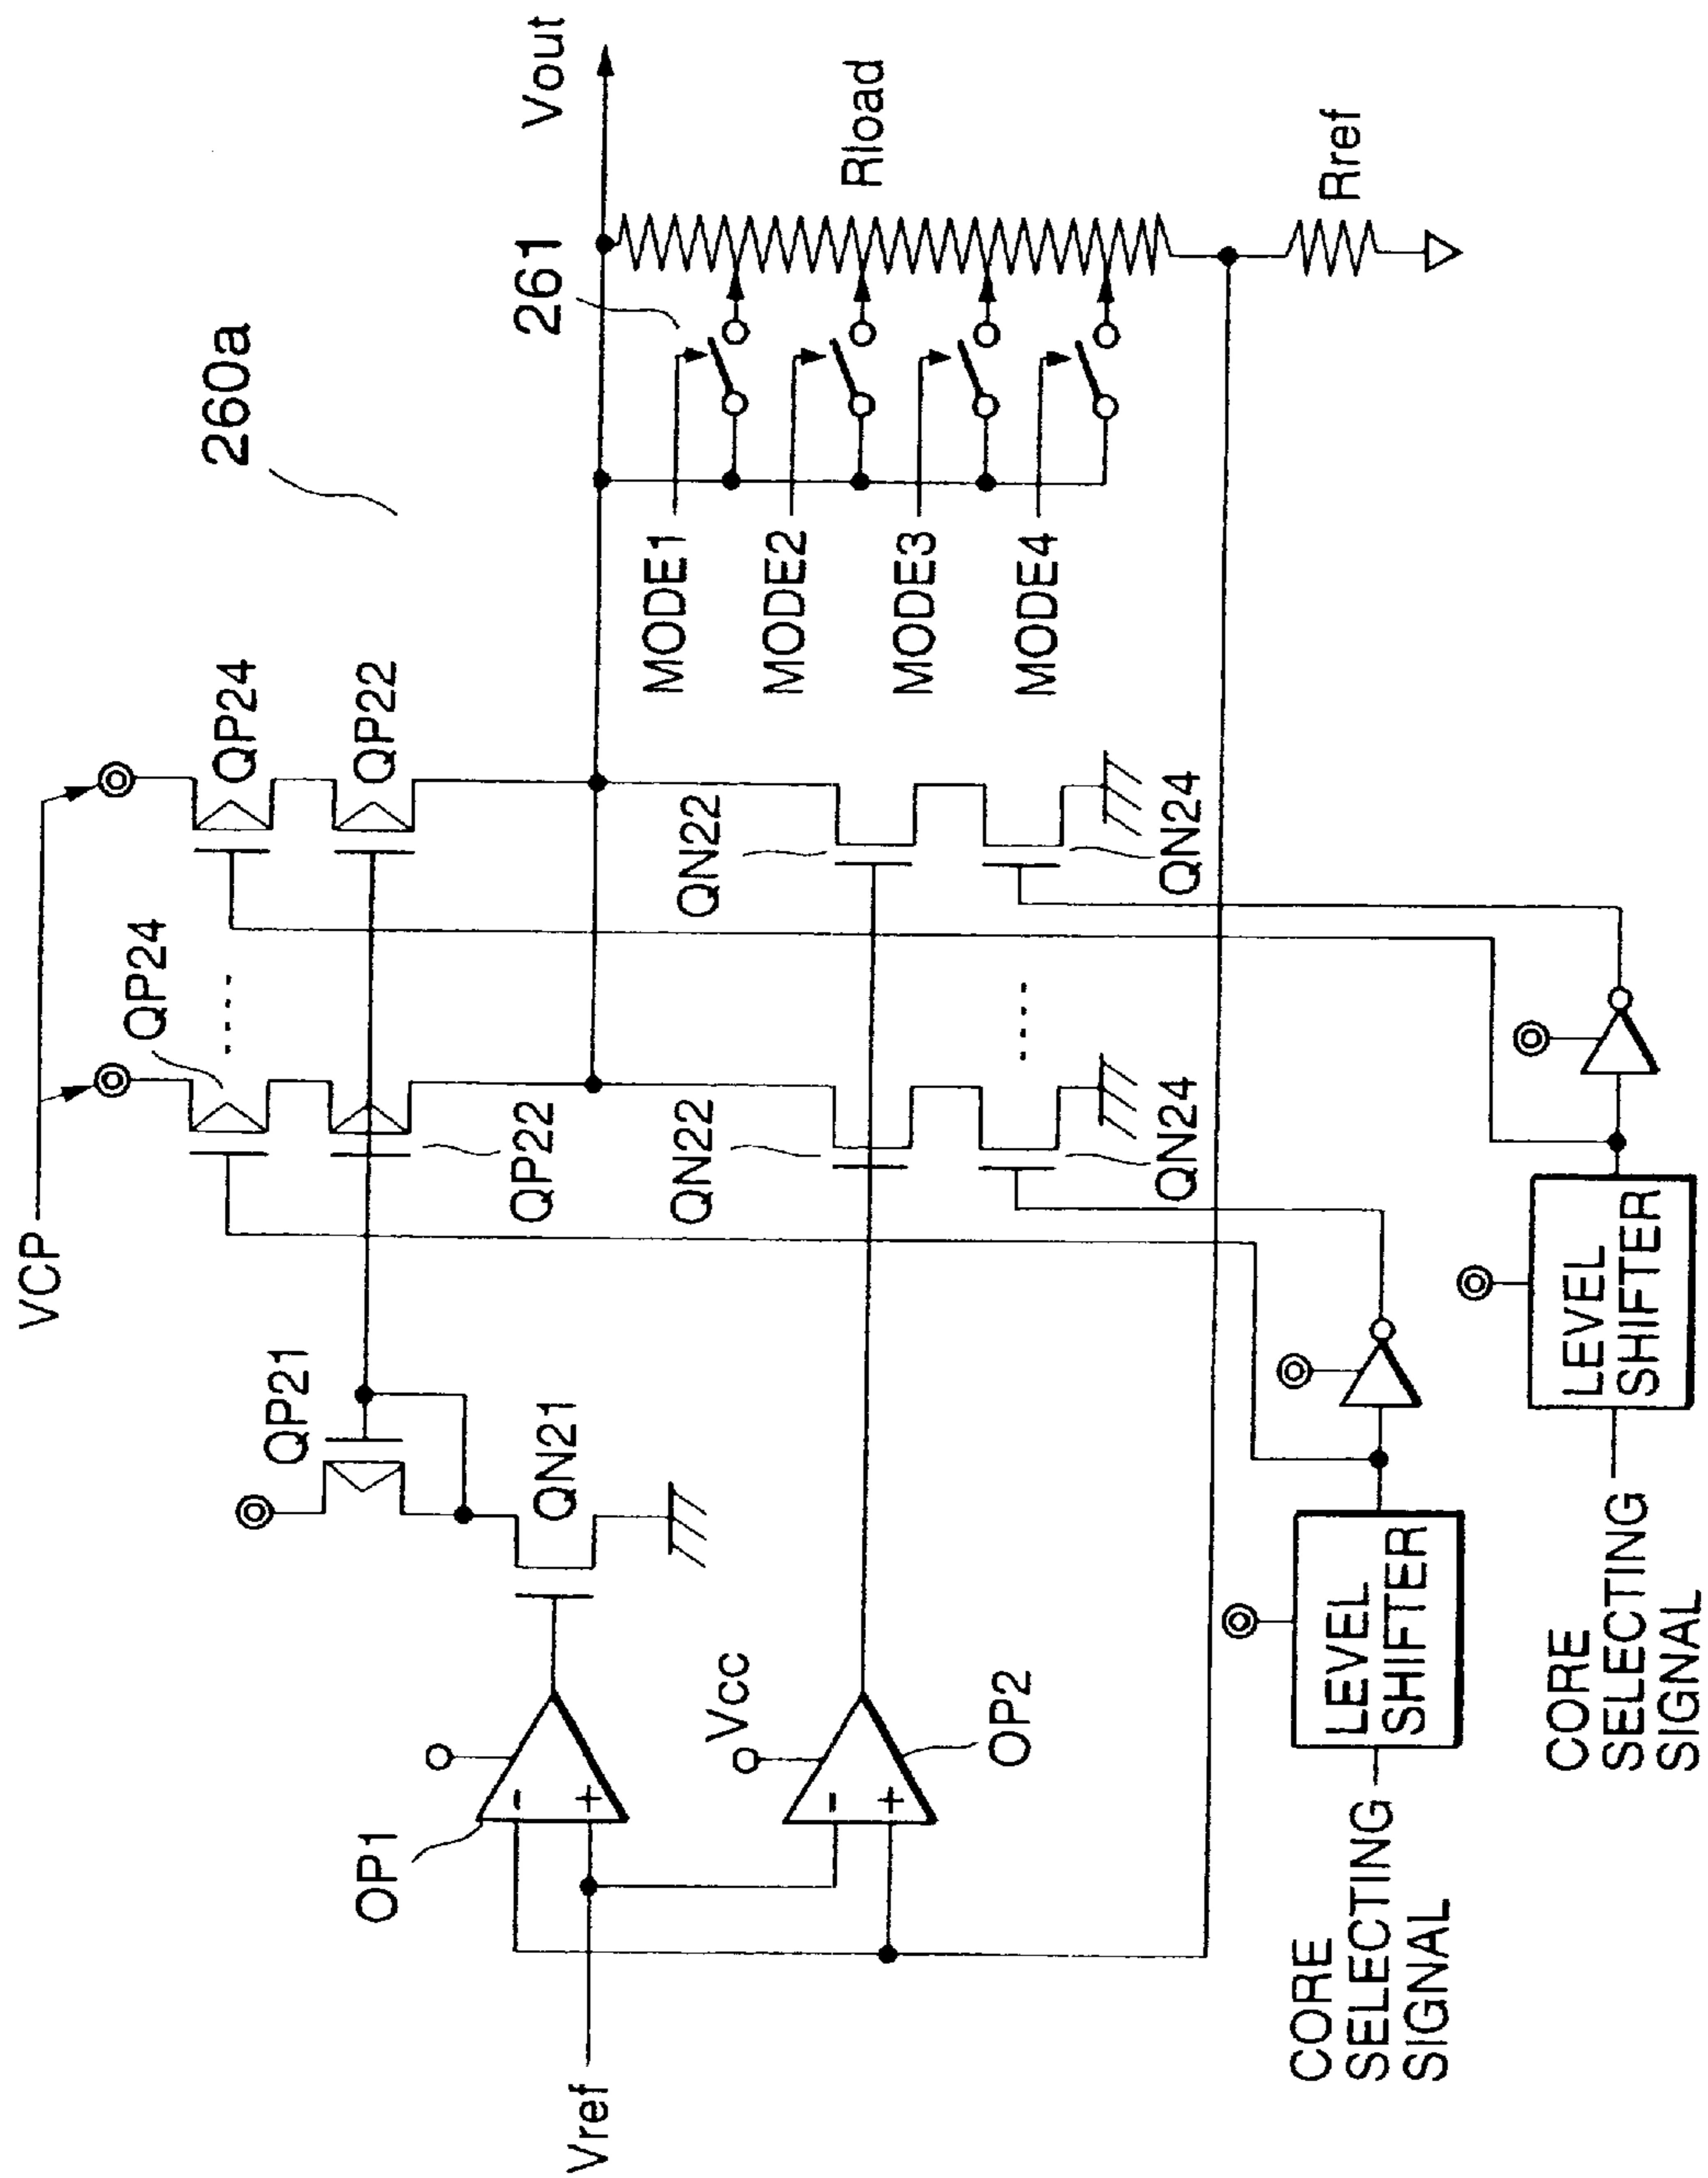 260a
VCP
QP24
QP24
QP21
QP22
QP22
Vout
261
OP1
QN21
MODE1
MODE2
MODE3
MODE4
Rload
Vcc
QN22
QN22
Vref
OP2
QN24
QN24
Rref
CORE
SELECTING
SIGNAL
LEVEL
SHIFTER
CORE
SELECTING
SIGNAL
LEVEL
SHIFTER